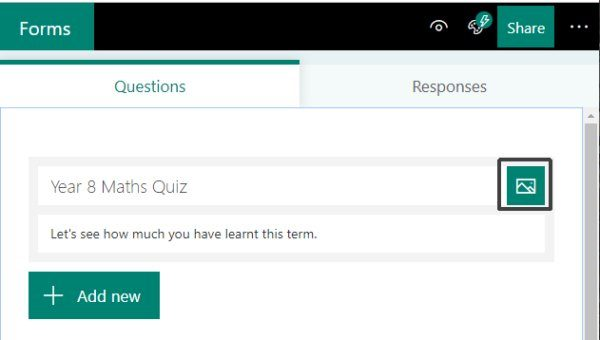 Forms
Share
Questions
Responses
Year 8 Maths Quiz
Let's see how much you have learnt this term.
Add new